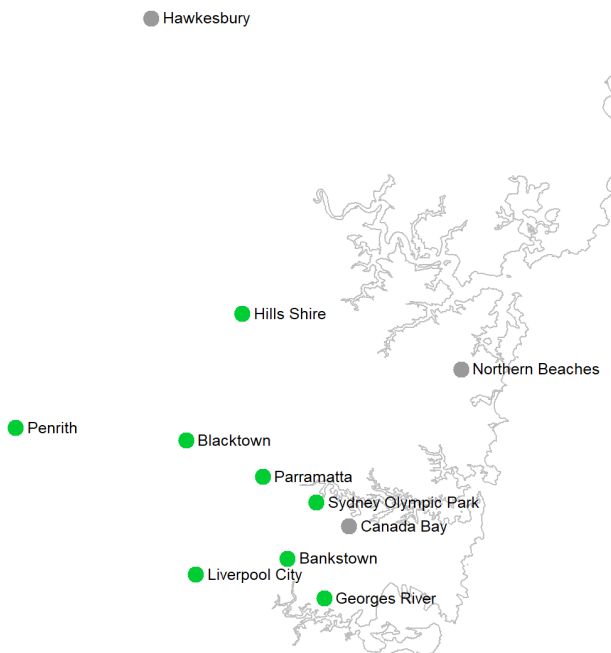 Hawkesbury
Hills Shire
Northern Beaches
Penrith
Blacktown
Parramatta
Sydney Olympic Park
Canada Bay
Bankstown
Liverpool City
Georges River